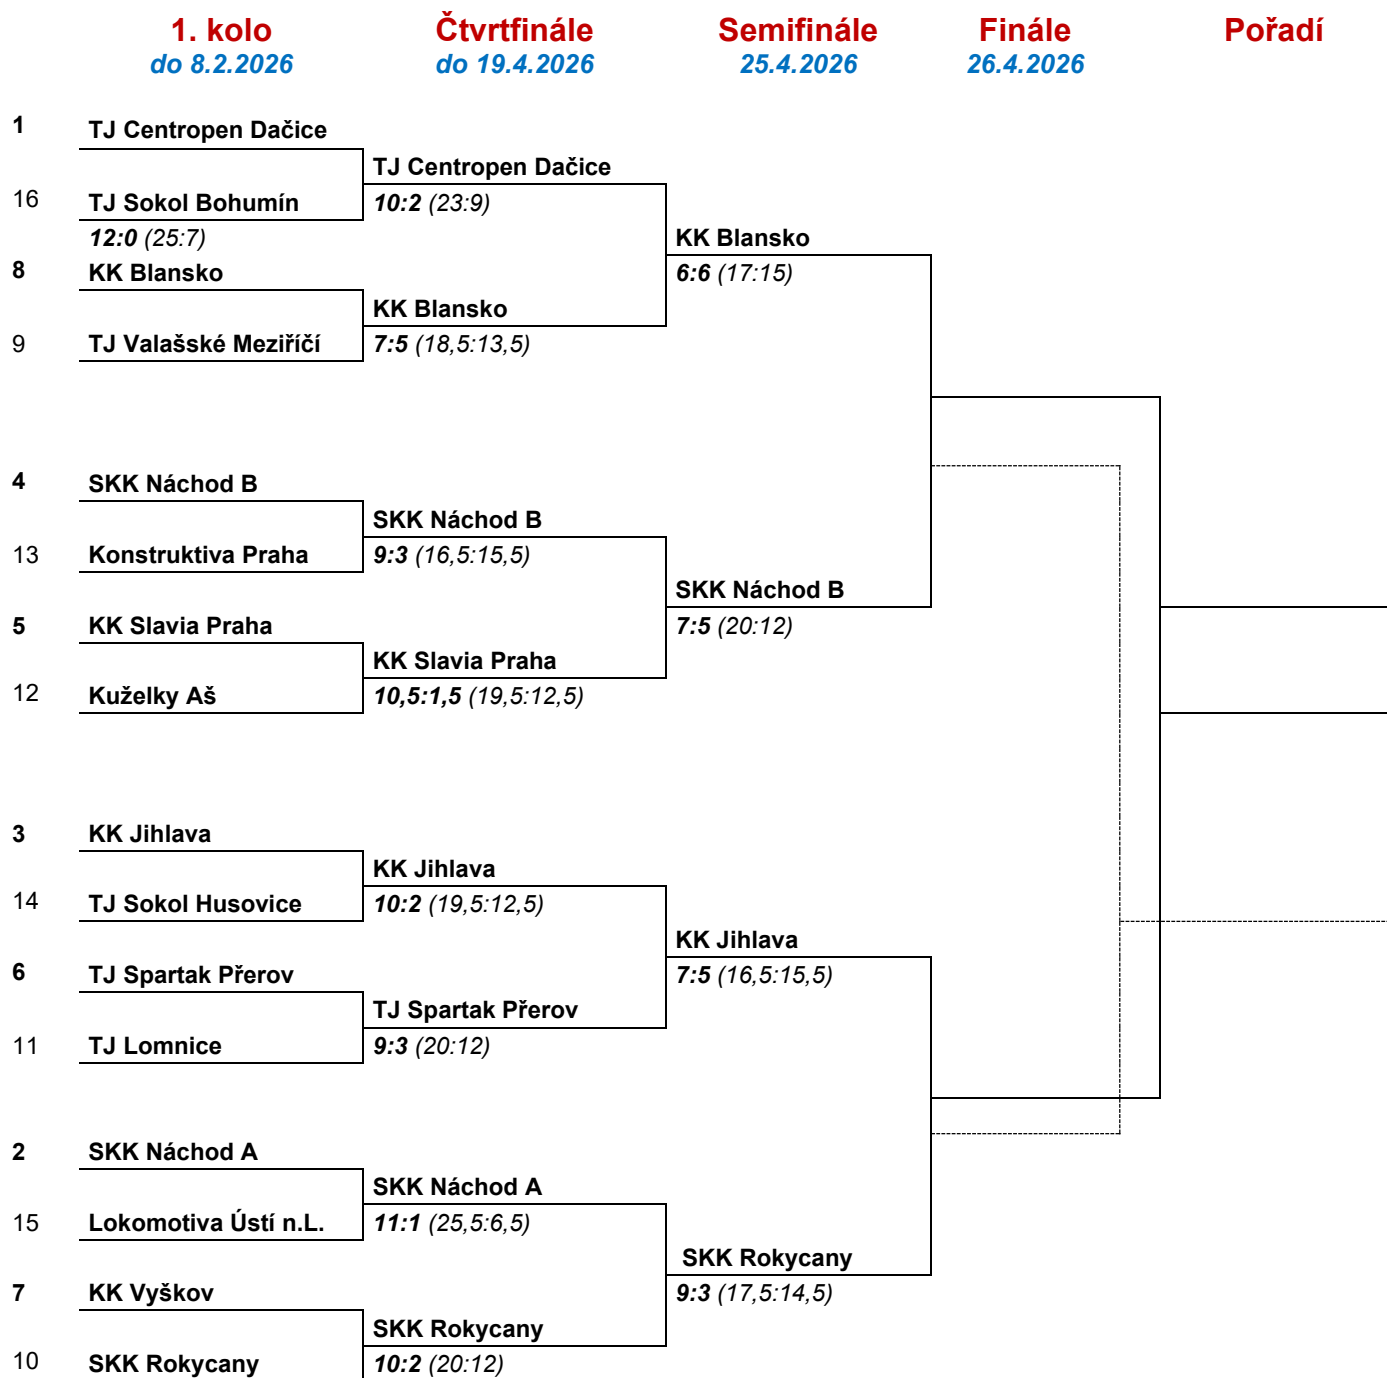 1. kolo Čtvrtfinále Semifinále Finále Pořadí
do 8.2.2026 do 19.4.2026 25.4.2026 26.4.2026
1 TJ Centropen Dačice
TJ Centropen Dačice
16 TJ Sokol Bohumín 10:2 (23:9)
12:0 (25:7) KK Blansko
8 KK Blansko 6:6 (17:15)
KK Blansko
9 TJ Valašské Meziříčí 7:5 (18,5:13,5)
4 SKK Náchod B
SKK Náchod B
13 Konstruktiva Praha 9:3 (16,5:15,5)
SKK Náchod B
5 KK Slavia Praha 7:5 (20:12)
KK Slavia Praha
12 Kuželky Aš 10,5:1,5 (19,5:12,5)
3 KK Jihlava
KK Jihlava
14 TJ Sokol Husovice 10:2 (19,5:12,5)
KK Jihlava
6 TJ Spartak Přerov 7:5 (16,5:15,5)
TJ Spartak Přerov
11 TJ Lomnice 9:3 (20:12)
2 SKK Náchod A
SKK Náchod A
15 Lokomotiva Ústí n.L. 11:1 (25,5:6,5)
SKK Rokycany
7 KK Vyškov 9:3 (17,5:14,5)
SKK Rokycany
10 SKK Rokycany 10:2 (20:12)